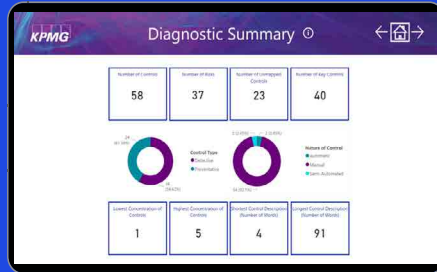 KPMG
Diagnostic Summary
Number of Controls
Number of Risks
Number of Unmapped
Controls
Number of Key Controls
58
37
23
40
24
Control Type
Detective
Preventative
34
Nature of Control
Automatic
Manual
Semi-Automated
Lowest Concentration of
Controls
Highest Concentration of
Controls
Shortest Control Description
(Number of Words)
Longest Control Description
(Number of Words)
1
5
4
91